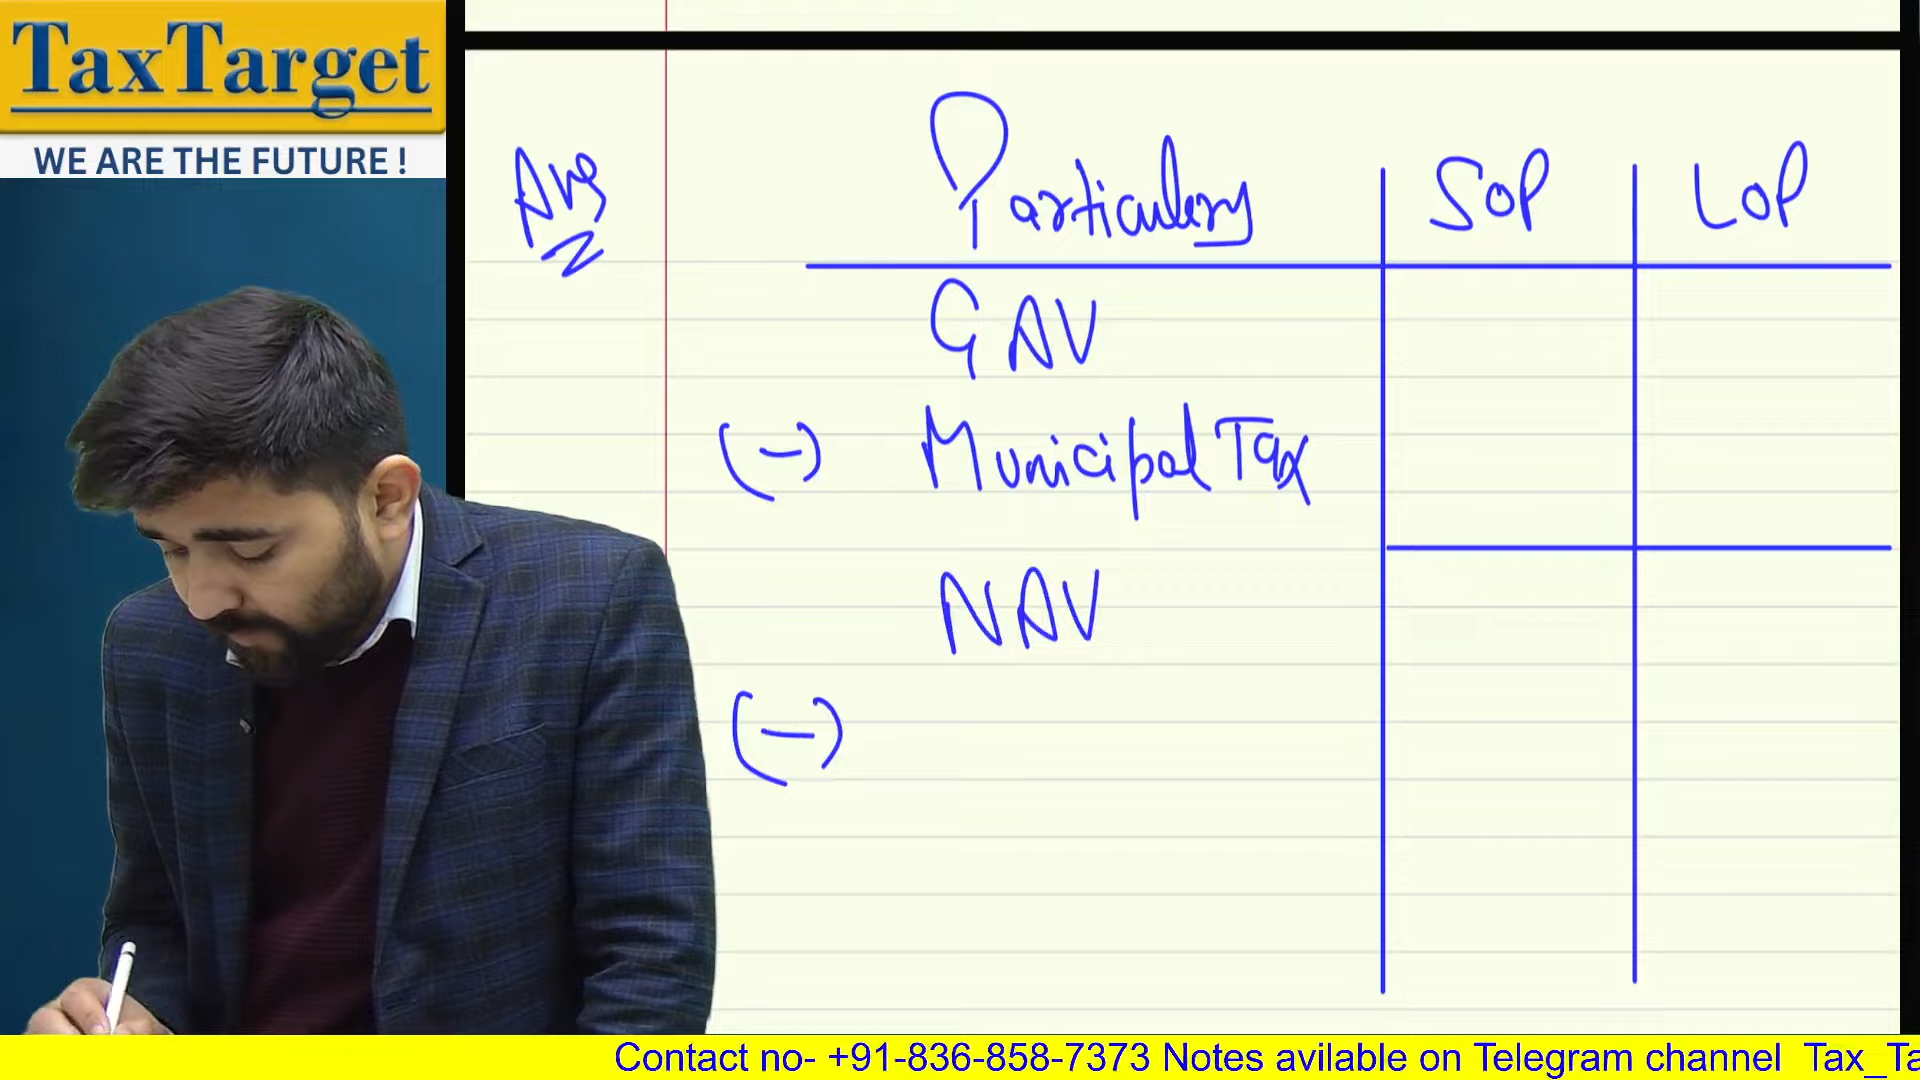 TaxTarget
WE ARE THE FUTURE !
Ans
Particulars SOP LOP
GAV
(-) Municipal Tax
NAV
(-)
Contact no- +91-836-858-7373 Notes avilable on Telegram channel Tax_Ta